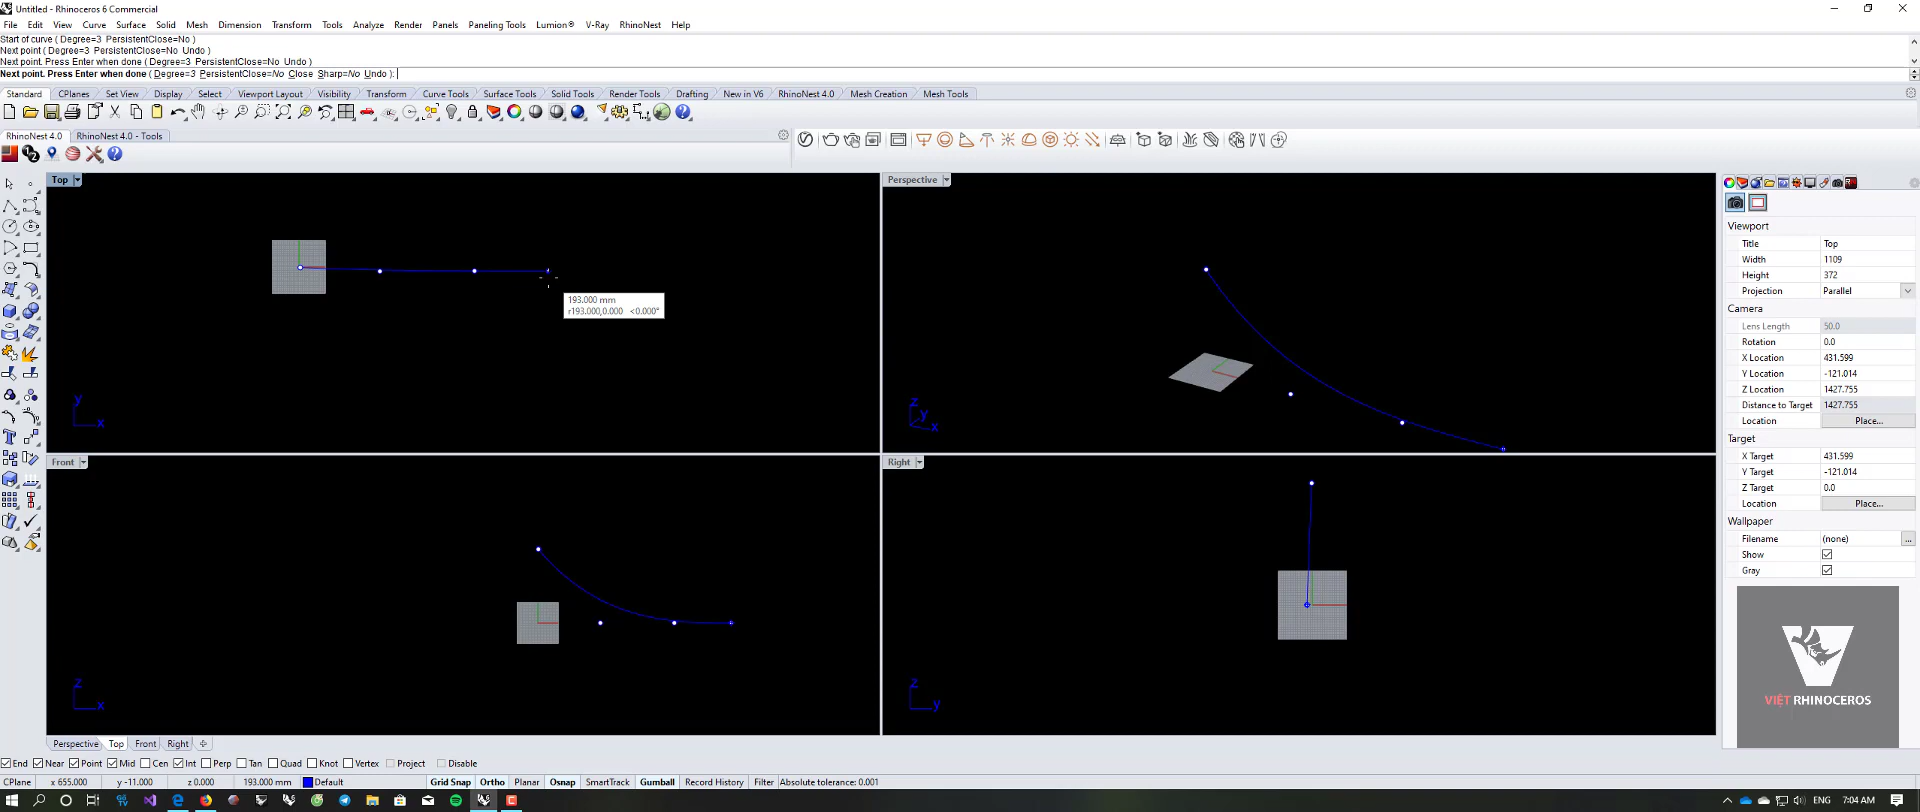 Untitled - Rhinoceros 6 Commercial
File Edit View Curve Surface Solid Mesh Dimension Transform Tools Analyze Render Panels Paneling Tools Lumion® V-Ray RhinoNest Help
Start of curve ( Degree=3 PersistentClose=No )
Next point ( Degree=3 PersistentClose=No Undo )
Next point. Press Enter when done ( Degree=3 PersistentClose=No Undo )
Next point. Press Enter when done ( Degree=3 PersistentClose=No Close Sharp=No Undo ):
Standard CPlanes Set View Display Select Viewport Layout Visibility Transform Curve Tools Surface Tools Solid Tools Render Tools Drafting New in V6 RhinoNest 4.0 Mesh Creation Mesh Tools
RhinoNest 4.0 RhinoNest 4.0 - Tools
Top
193.000 mm
r193.000,0.000 <0.000°
y
x
Perspective
z
y
x
Front
z
x
Right
z
y
Viewport
Title Top
Width 1109
Height 372
Projection Parallel
Camera
Lens Length 50.0
Rotation 0.0
X Location 431.599
Y Location -121.014
Z Location 1427.755
Distance to Target 1427.755
Location Place...
Target
X Target 431.599
Y Target -121.014
Z Target 0.0
Location Place...
Wallpaper
Filename (none) ...
Show
Gray
VIỆT RHINOCEROS
Perspective Top Front Right
End Near Point Mid Cen Int Perp Tan Quad Knot Vertex Project Disable
CPlane x 655.000 y -11.000 z 0.000 193.000 mm Default Grid Snap Ortho Planar Osnap SmartTrack Gumball Record History Filter Absolute tolerance: 0.001
ENG 7:04 AM